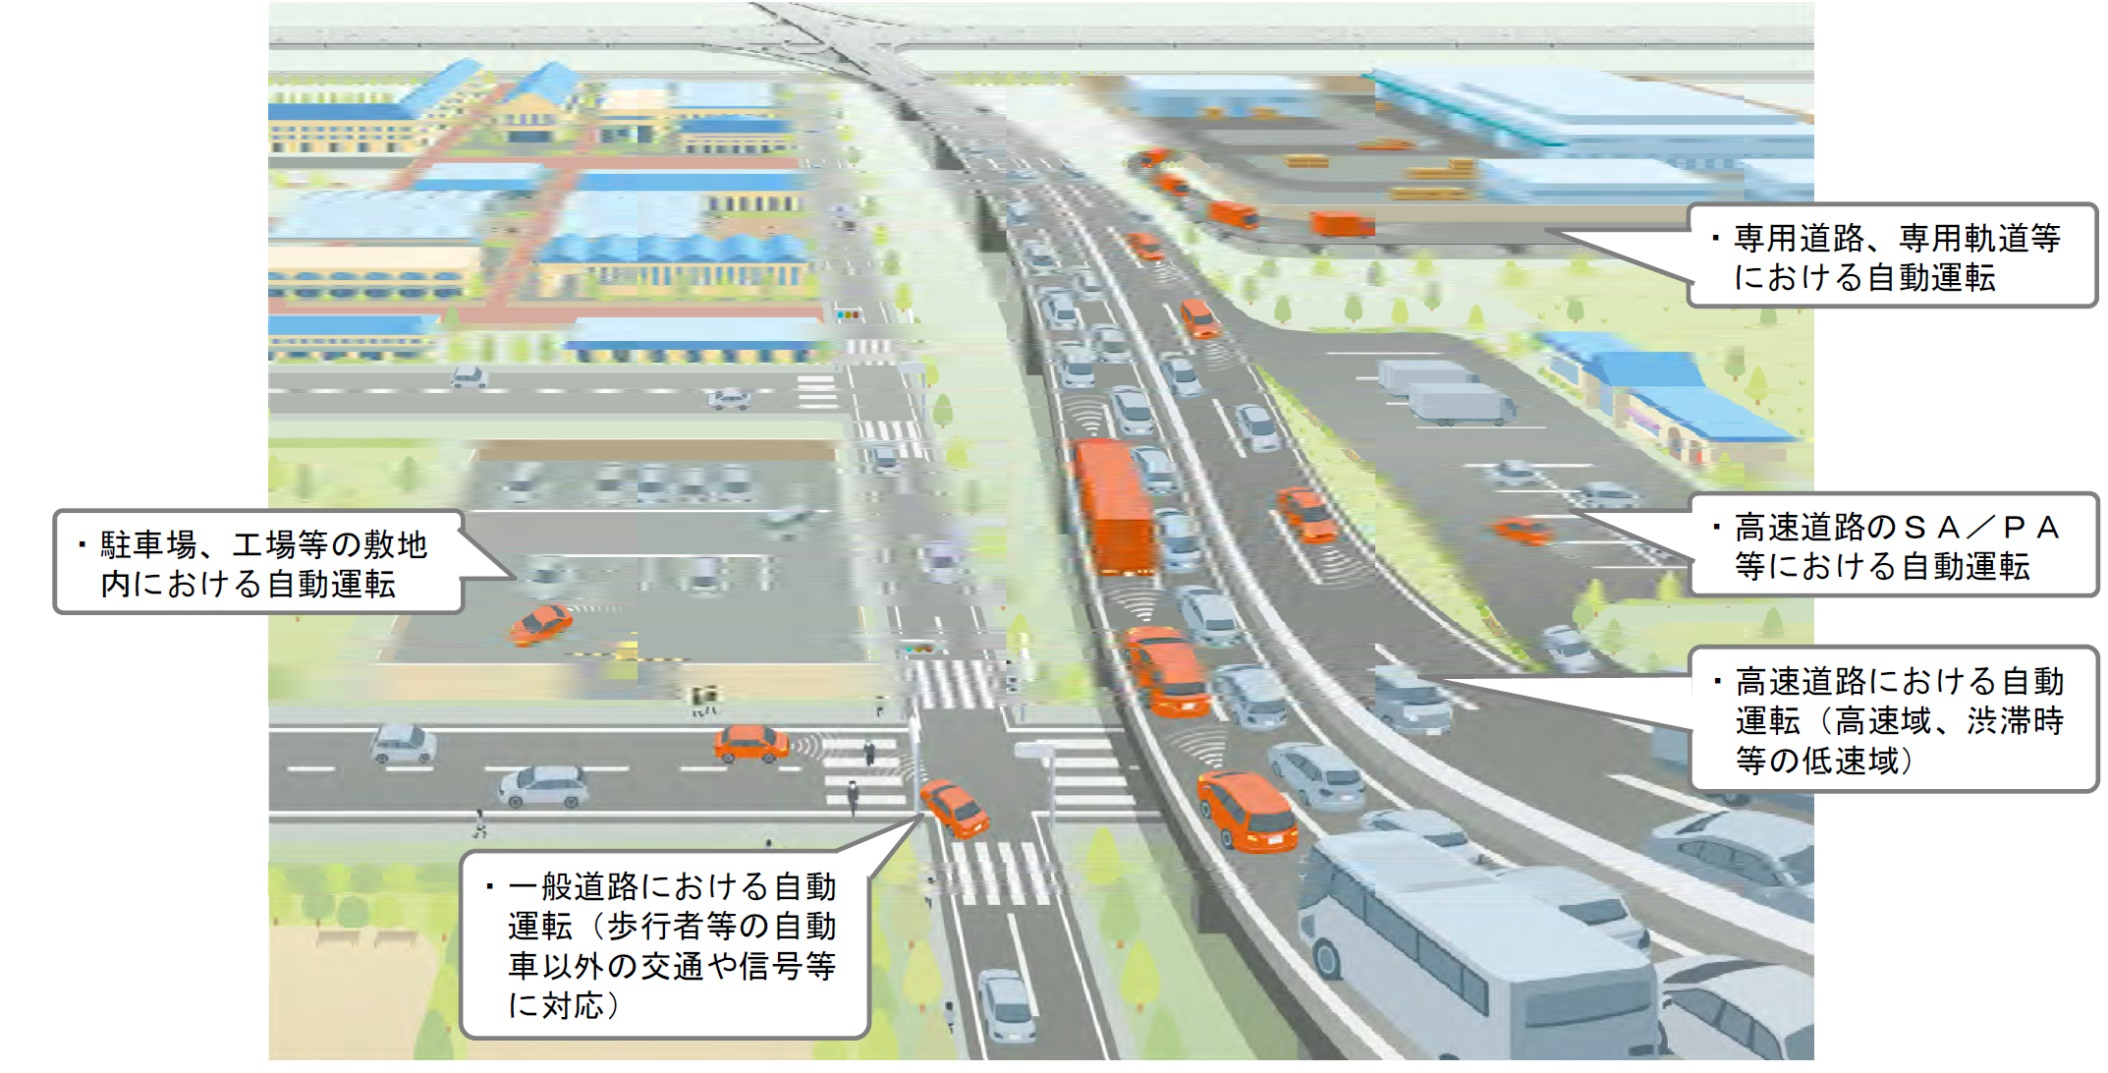 ・専用道路、専用軌道等
における自動運転
・高速道路のＳＡ／ＰＡ
等における自動運転
・駐車場、工場等の敷地
内における自動運転
・高速道路における自動
運転（高速域、渋滞時
等の低速域）
・一般道路における自動
運転（歩行者等の自動
車以外の交通や信号等
に対応）